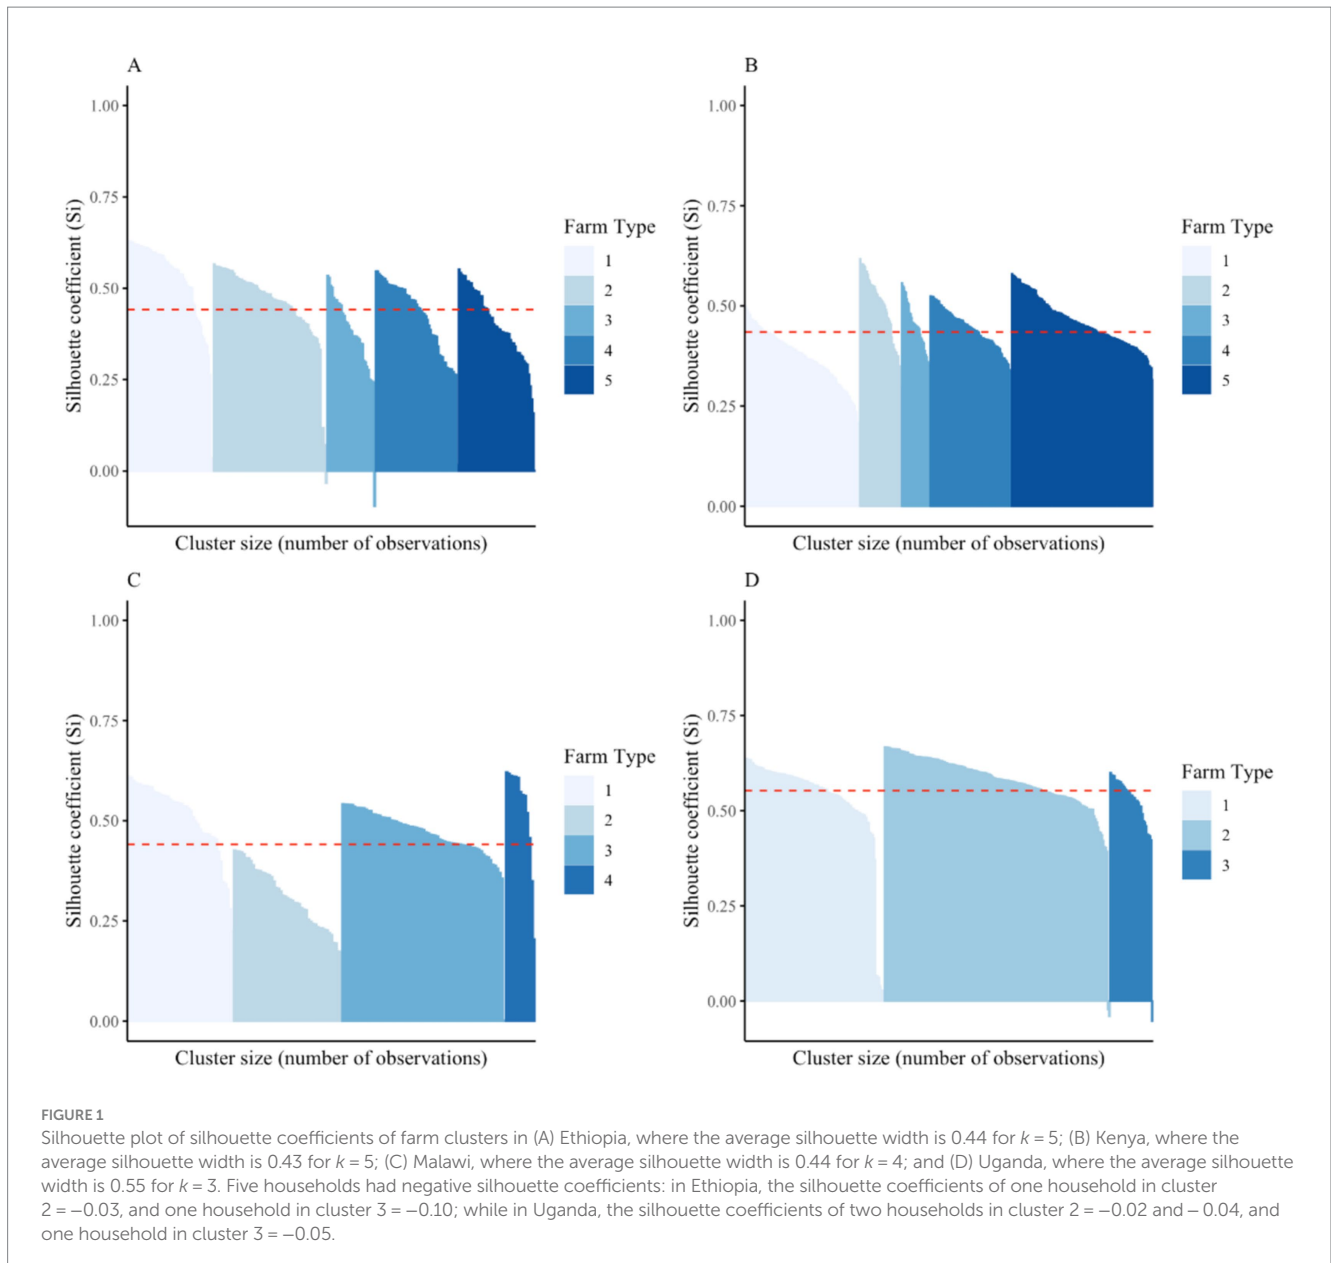 A
1.00
0.75
0.50
0.25
0.00
Silhouette coefficient (Si)
Cluster size (number of observations)
Farm Type
1
2
3
4
5
B
1.00
0.75
0.50
0.25
0.00
Silhouette coefficient (Si)
Cluster size (number of observations)
Farm Type
1
2
3
4
5
C
1.00
0.75
0.50
0.25
0.00
Silhouette coefficient (Si)
Cluster size (number of observations)
Farm Type
1
2
3
4
D
1.00
0.75
0.50
0.25
0.00
Silhouette coefficient (Si)
Cluster size (number of observations)
Farm Type
1
2
3
FIGURE 1
Silhouette plot of silhouette coefficients of farm clusters in (A) Ethiopia, where the average silhouette width is 0.44 for k = 5; (B) Kenya, where the
average silhouette width is 0.43 for k = 5; (C) Malawi, where the average silhouette width is 0.44 for k = 4; and (D) Uganda, where the average silhouette
width is 0.55 for k = 3. Five households had negative silhouette coefficients: in Ethiopia, the silhouette coefficients of one household in cluster
2 = −0.03, and one household in cluster 3 = −0.10; while in Uganda, the silhouette coefficients of two households in cluster 2 = −0.02 and − 0.04, and
one household in cluster 3 = −0.05.